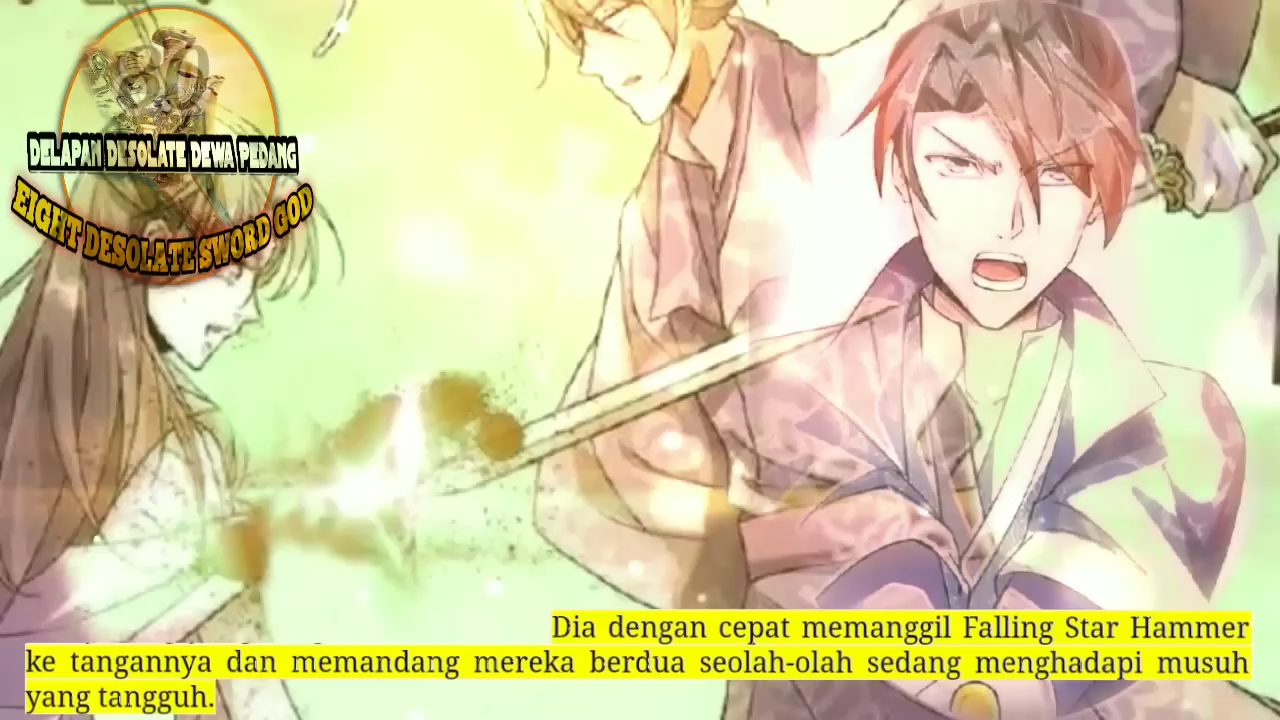 DELAPAN DESOLATE DEWA PEDANG
EIGHT DESOLATE SWORD GOD
Dia dengan cepat memanggil Falling Star Hammer
ke tangannya dan memandang mereka berdua seolah-olah sedang menghadapi musuh
yang tangguh.